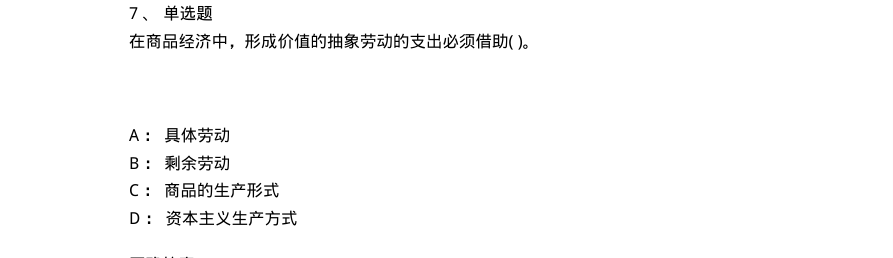 7 、 单选题
在商品经济中，形成价值的抽象劳动的支出必须借助( )。
A ： 具体劳动
B ： 剩余劳动
C ： 商品的生产形式
D ： 资本主义生产方式